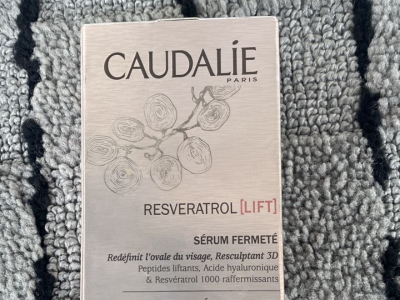 CAUDALÍE
PARIS
RESVERATROL [LIFT]
SÉRUM FERMETÉ
Redéfinit l'ovale du visage, Resculptant 3D
Peptides liftants, Acide hyaluronique
& Resvératrol 1000 raffermissants